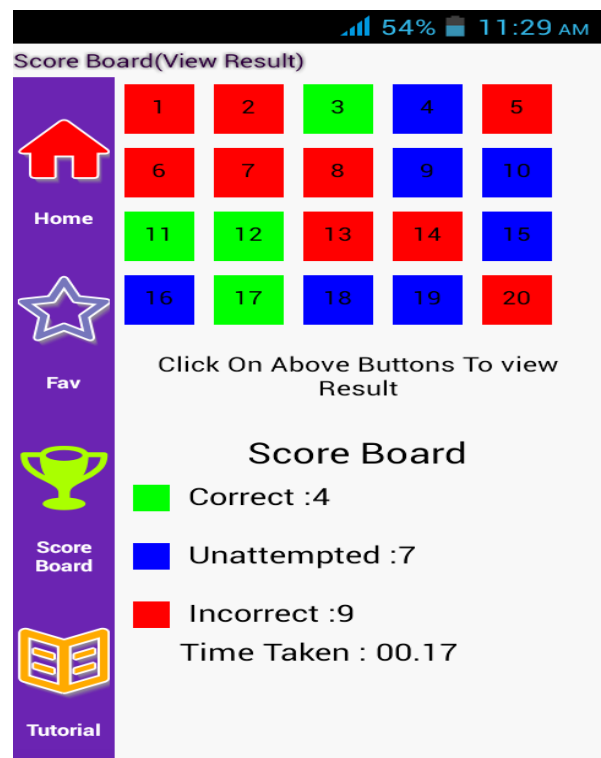 54% 11:29 AM
Score Board(View Result)
1 2 3 4 5
6 7 8 9 10
11 12 13 14 15
16 17 18 19 20
Home
Fav
Score
Board
Tutorial
Click On Above Buttons To view
Result
Score Board
Correct :4
Unattempted :7
Incorrect :9
Time Taken : 00.17